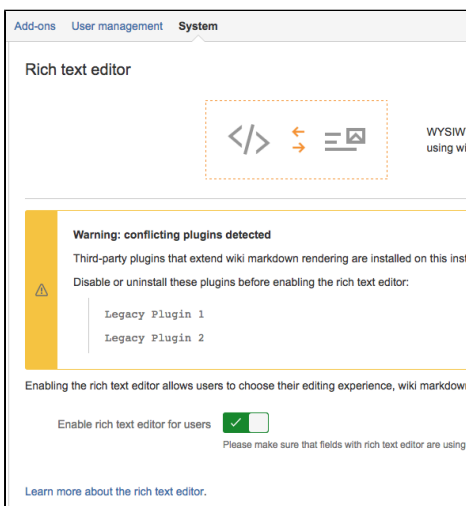 Add-ons User management System
Rich text editor
WYSIW
using wi
Warning: conflicting plugins detected
Third-party plugins that extend wiki markdown rendering are installed on this inst
Disable or uninstall these plugins before enabling the rich text editor:
Legacy Plugin 1
Legacy Plugin 2
Enabling the rich text editor allows users to choose their editing experience, wiki markdown
Enable rich text editor for users
Please make sure that fields with rich text editor are using
Learn more about the rich text editor.